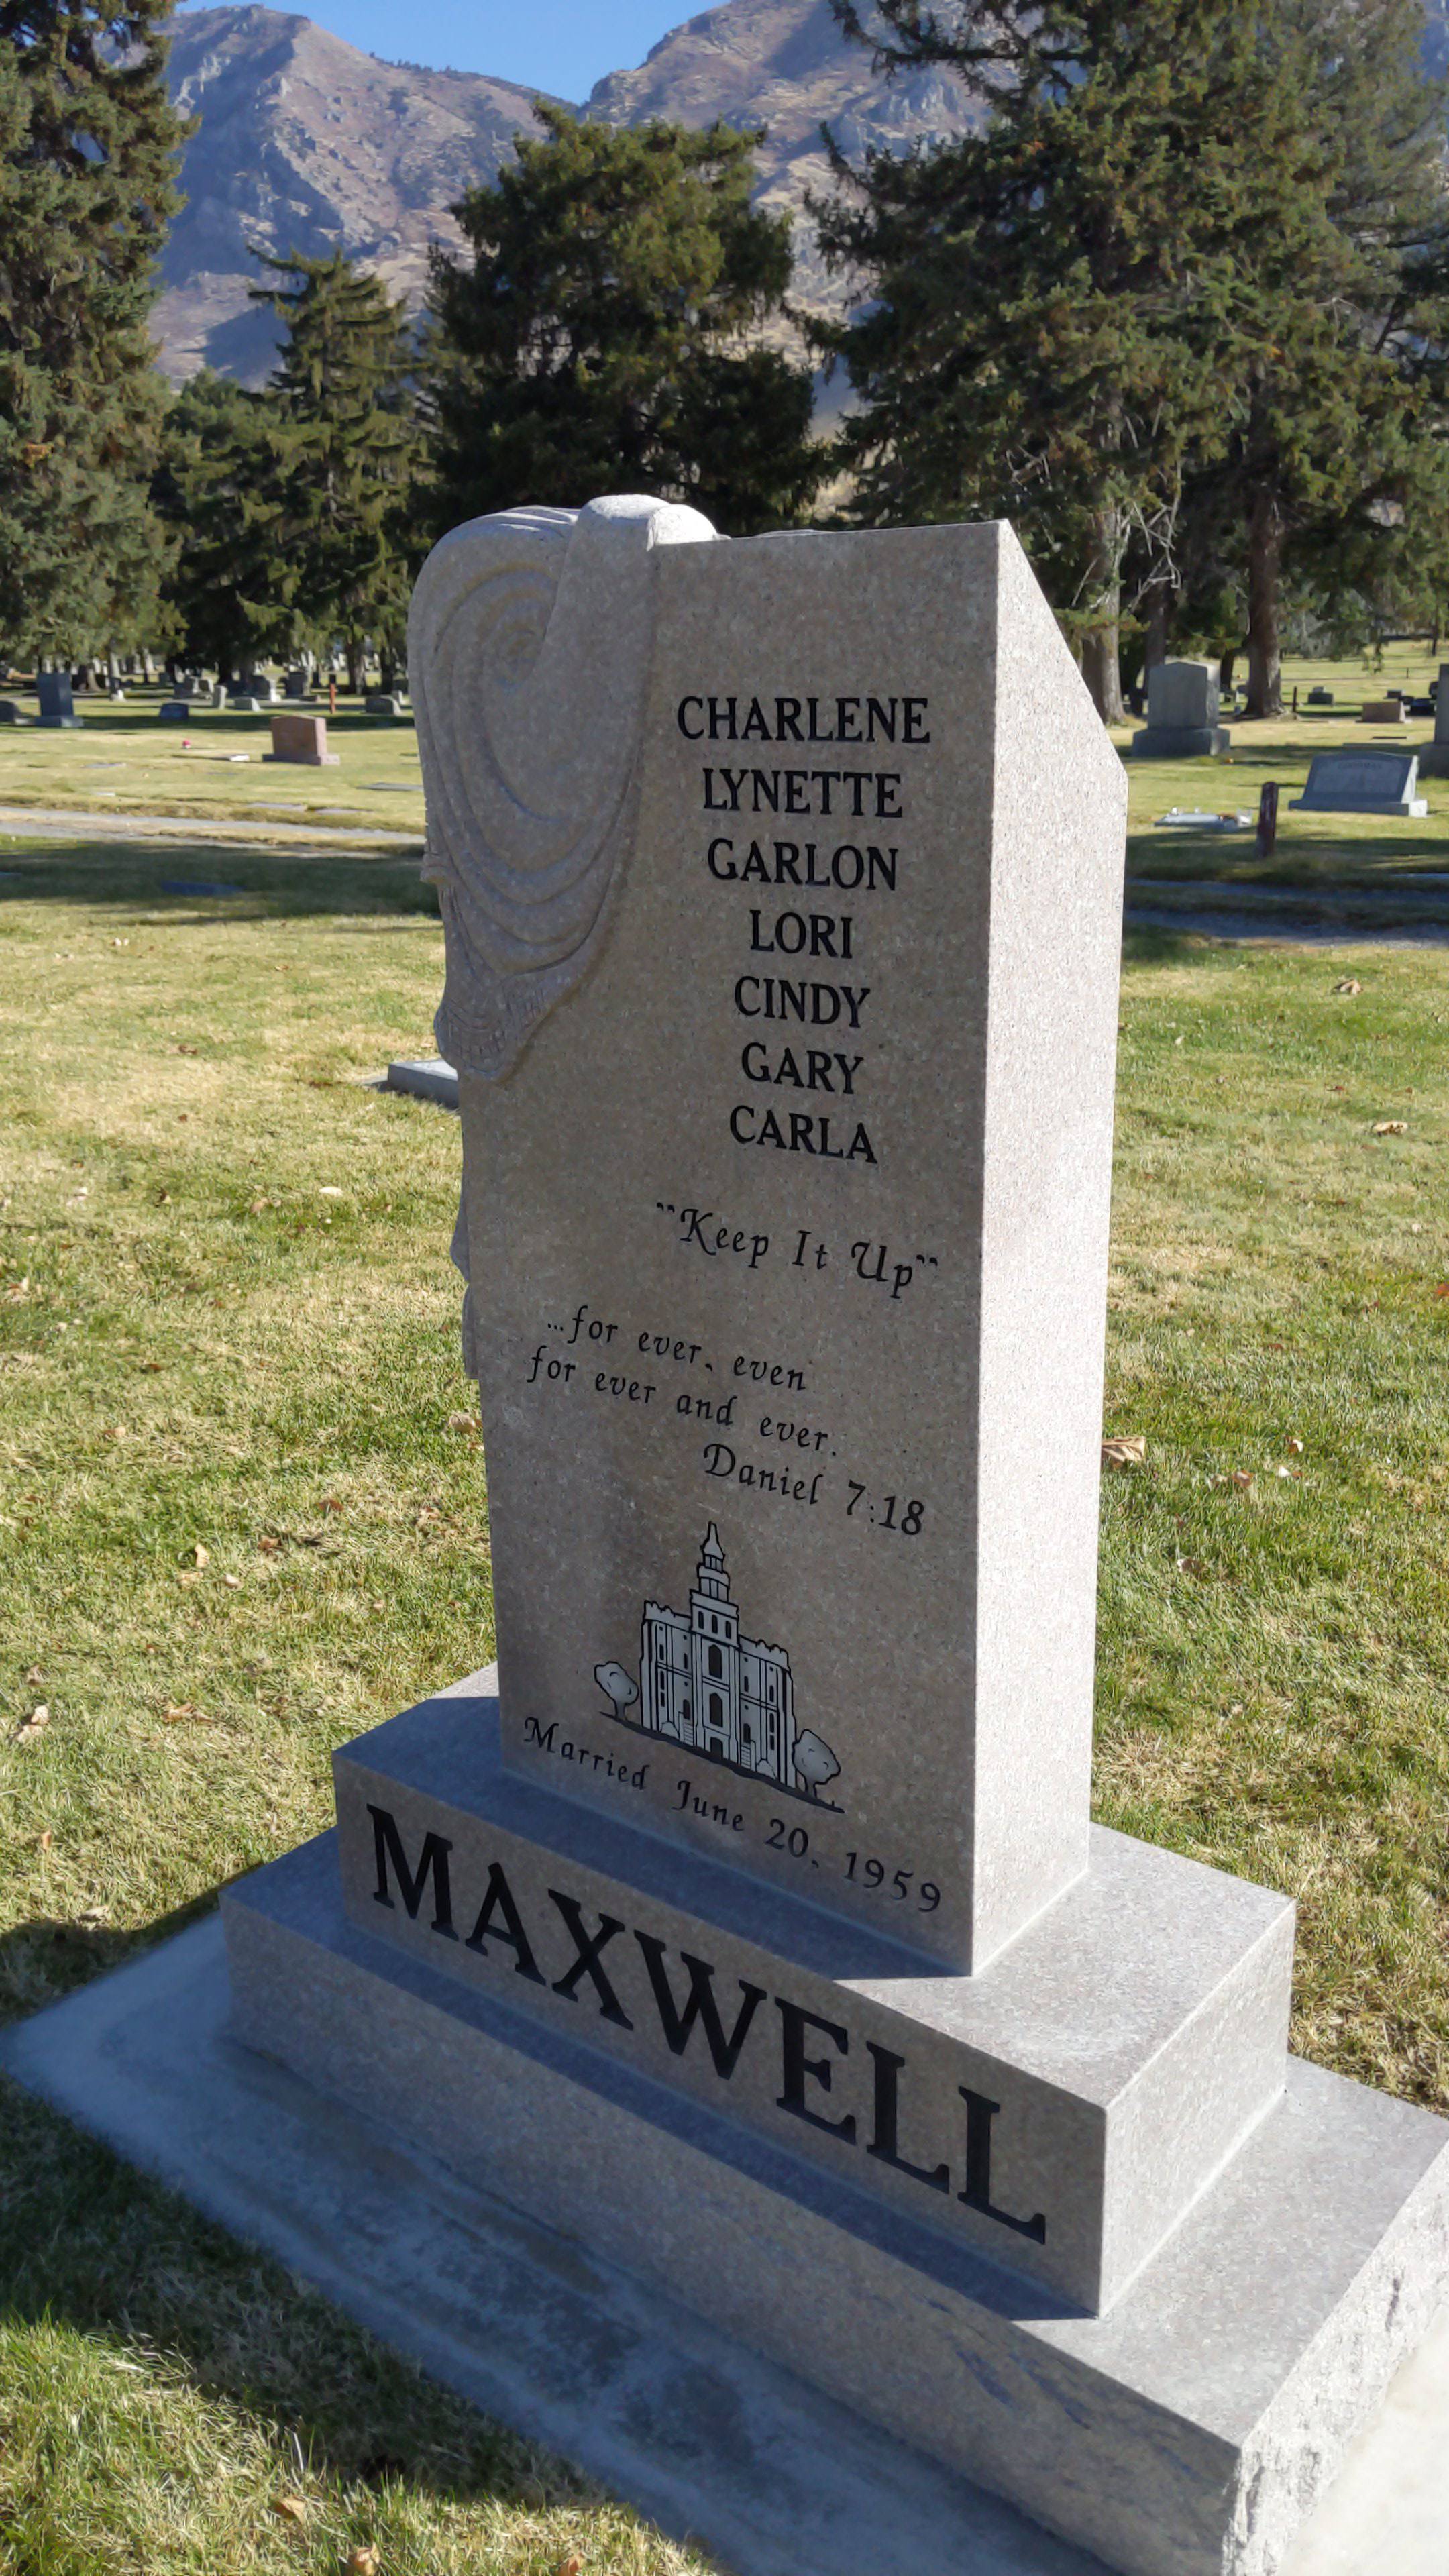 CHARLENE
LYNETTE
GARLON
LORI
CINDY
GARY
CARLA
"Keep It Up"
...for ever, even
for ever and ever.
Daniel 7:18
Married June 20, 1959
MAXWELL